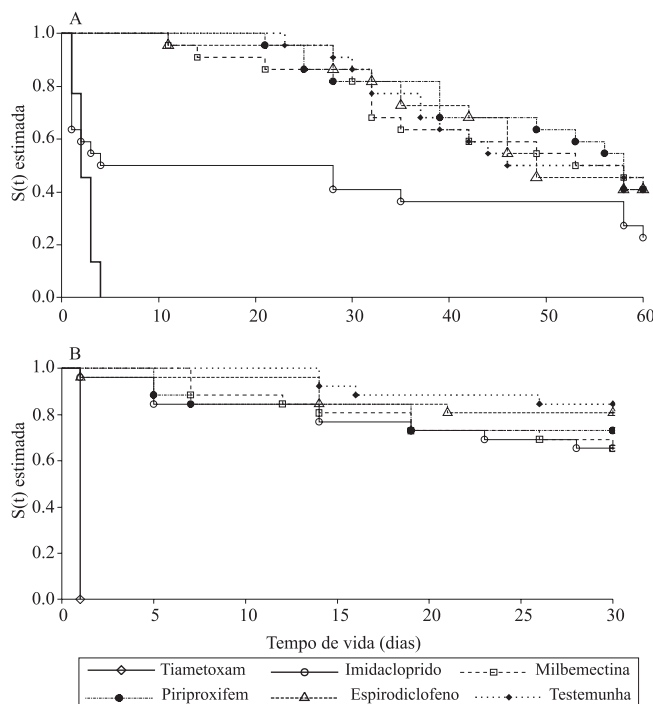 A
S(t) estimada
1.0
0.8
0.6
0.4
0.2
0.0
0 10 20 30 40 50 60
B
S(t) estimada
1.0
0.8
0.6
0.4
0.2
0.0
0 5 10 15 20 25 30
Tempo de vida (dias)
Tiametoxam Imidacloprido Milbemectina
Piriproxifem Espirodiclofeno Testemunha